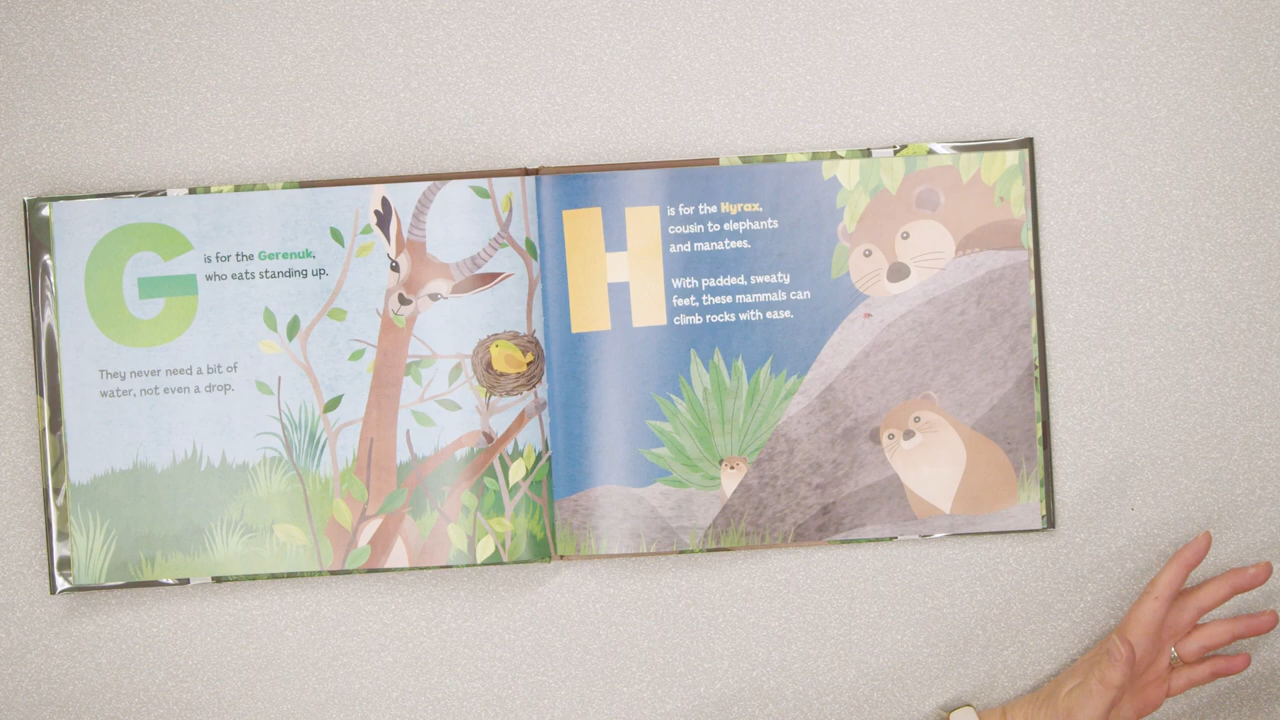 G
is for the Gerenuk,
who eats standing up.
They never need a bit of
water, not even a drop.
H
is for the Hyrax,
cousin to elephants
and manatees.
With padded, sweaty
feet, these mammals can
climb rocks with ease.